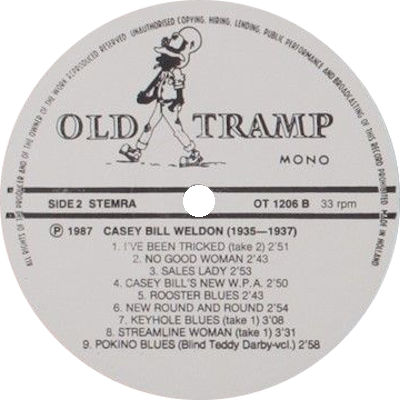 ALL RIGHTS OF THE PRODUCER AND OF THE OWNER OF THE WORK REPRODUCED RESERVED. UNAUTHORISED COPYING, HIRING, LENDING, PUBLIC PERFORMANCE AND BROADCASTING OF THIS RECORD PROHIBITED. MADE IN HOLLAND
OLD TRAMP
MONO
SIDE 2 STEMRA OT 1206 B 33 rpm
Ⓟ 1987 CASEY BILL WELDON (1935—1937)
1. I'VE BEEN TRICKED (take 2) 2'51
2. NO GOOD WOMAN 2'43
3. SALES LADY 2'53
4. CASEY BILL'S NEW W.P.A. 2'50
5. ROOSTER BLUES 2'43
6. NEW ROUND AND ROUND 2'54
7. KEYHOLE BLUES (take 1) 3'08
8. STREAMLINE WOMAN (take 1) 3'31
9. POKINO BLUES (Blind Teddy Darby-vcl.) 2'58